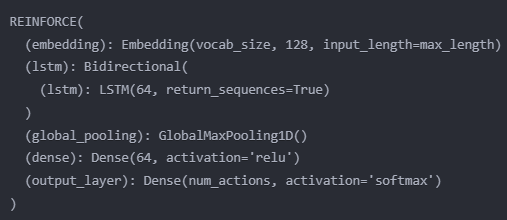 REINFORCE(
  (embedding): Embedding(vocab_size, 128, input_length=max_length)
  (lstm): Bidirectional(
    (lstm): LSTM(64, return_sequences=True)
  )
  (global_pooling): GlobalMaxPooling1D()
  (dense): Dense(64, activation='relu')
  (output_layer): Dense(num_actions, activation='softmax')
)